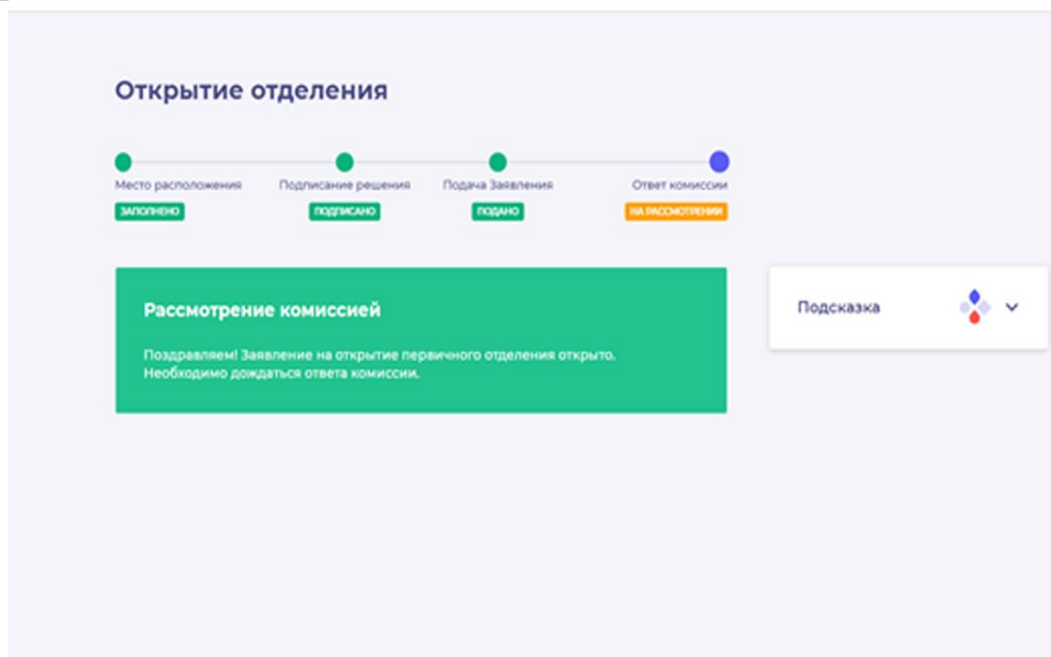 Открытие отделения
Место расположения
Подписание решения
Подача Заявления
Ответ комиссии
ЗАПОЛНЕНО
ПОДПИСАНО
ПОДАНО
НА РАССМОТРЕНИИ
Рассмотрение комиссией
Подсказка
Поздравляем! Заявление на открытие первичного отделения открыто.
Необходимо дождаться ответа комиссии.